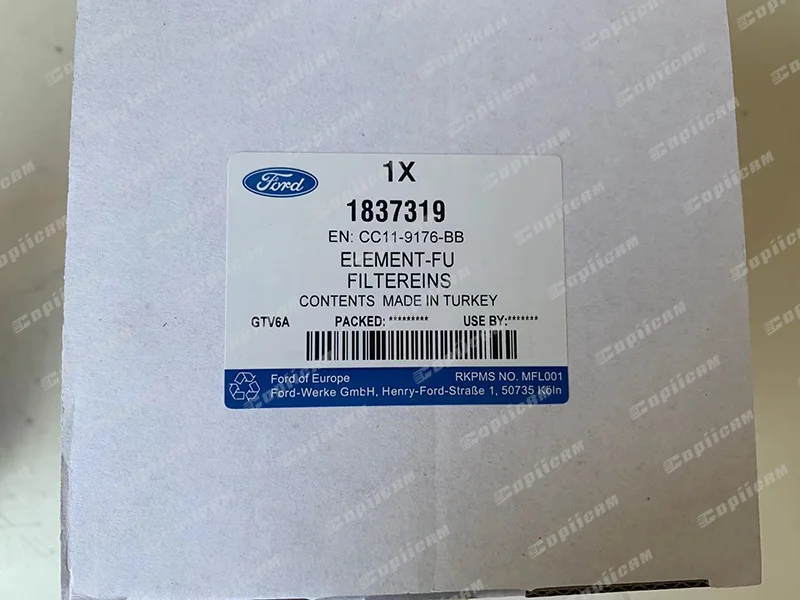 Ford
1X
1837319
EN: CC11-9176-BB
ELEMENT-FU
FILTEREINS
CONTENTS MADE IN TURKEY
GTV6A PACKED: ********* USE BY:*******
Ford of Europe RKPMS NO. MFL001
Ford-Werke GmbH, Henry-Ford-Straße 1, 50735 Köln
Copiicam